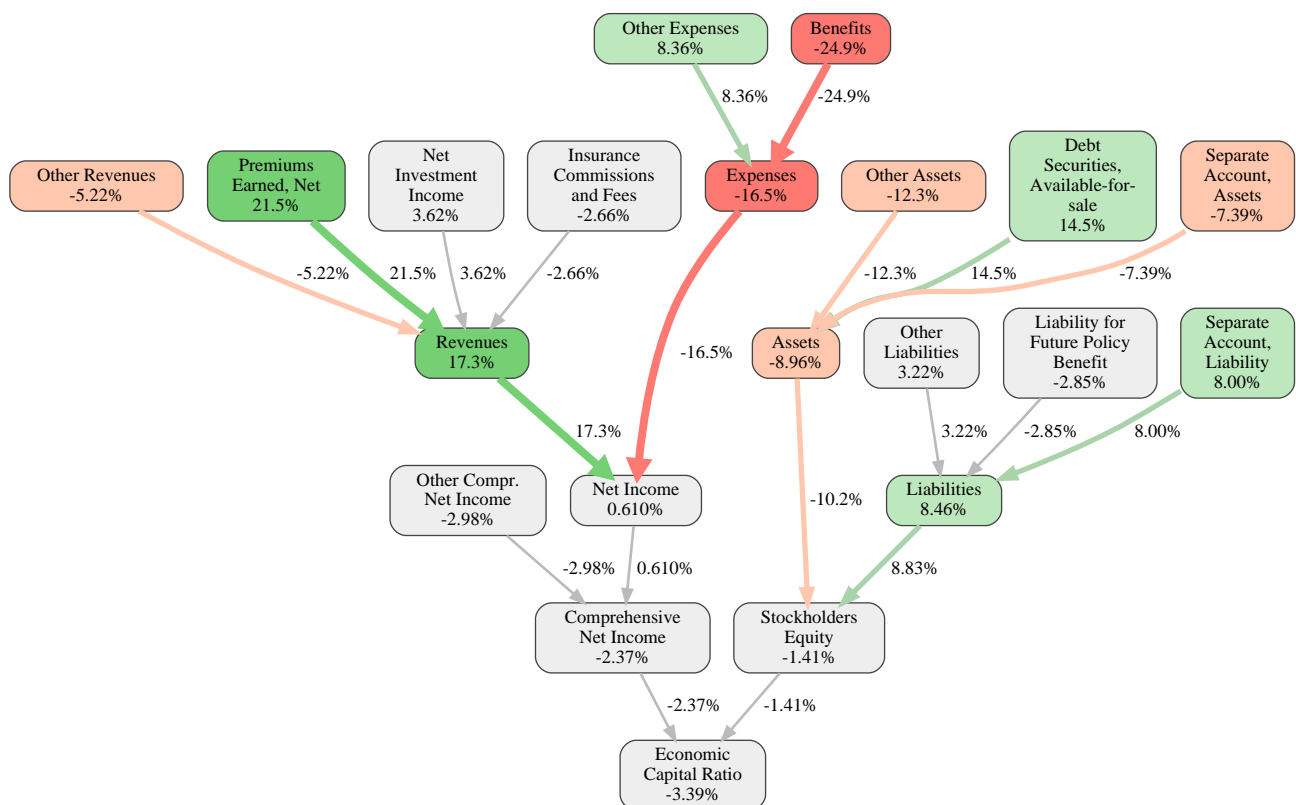 Other Expenses
8.36%
Benefits
-24.9%
8.36%
-24.9%
Other Revenues
-5.22%
Premiums
Earned, Net
21.5%
Net
Investment
Income
3.62%
Insurance
Commissions
and Fees
-2.66%
Expenses
-16.5%
Other Assets
-12.3%
Debt
Securities,
Available-for-
sale
14.5%
Separate
Account,
Assets
-7.39%
-5.22%
21.5%
3.62%
-2.66%
-12.3%
14.5%
-7.39%
Revenues
17.3%
-16.5%
Assets
-8.96%
Other
Liabilities
3.22%
Liability for
Future Policy
Benefit
-2.85%
Separate
Account,
Liability
8.00%
17.3%
3.22%
-2.85%
8.00%
Other Compr.
Net Income
-2.98%
Net Income
0.610%
-10.2%
Liabilities
8.46%
-2.98%
0.610%
8.83%
Comprehensive
Net Income
-2.37%
Stockholders
Equity
-1.41%
-2.37%
-1.41%
Economic
Capital Ratio
-3.39%